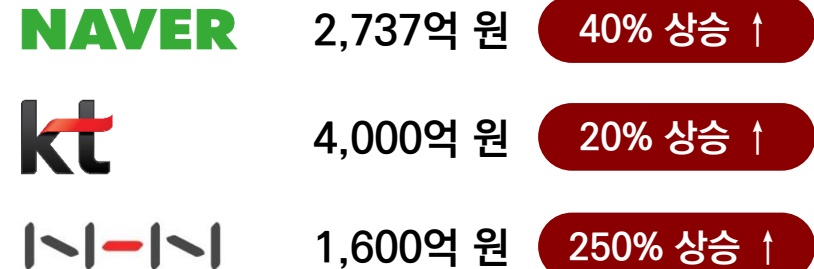 NAVER 2,737억 원 40% 상승 ↑
kt 4,000억 원 20% 상승 ↑
NHN 1,600억 원 250% 상승 ↑